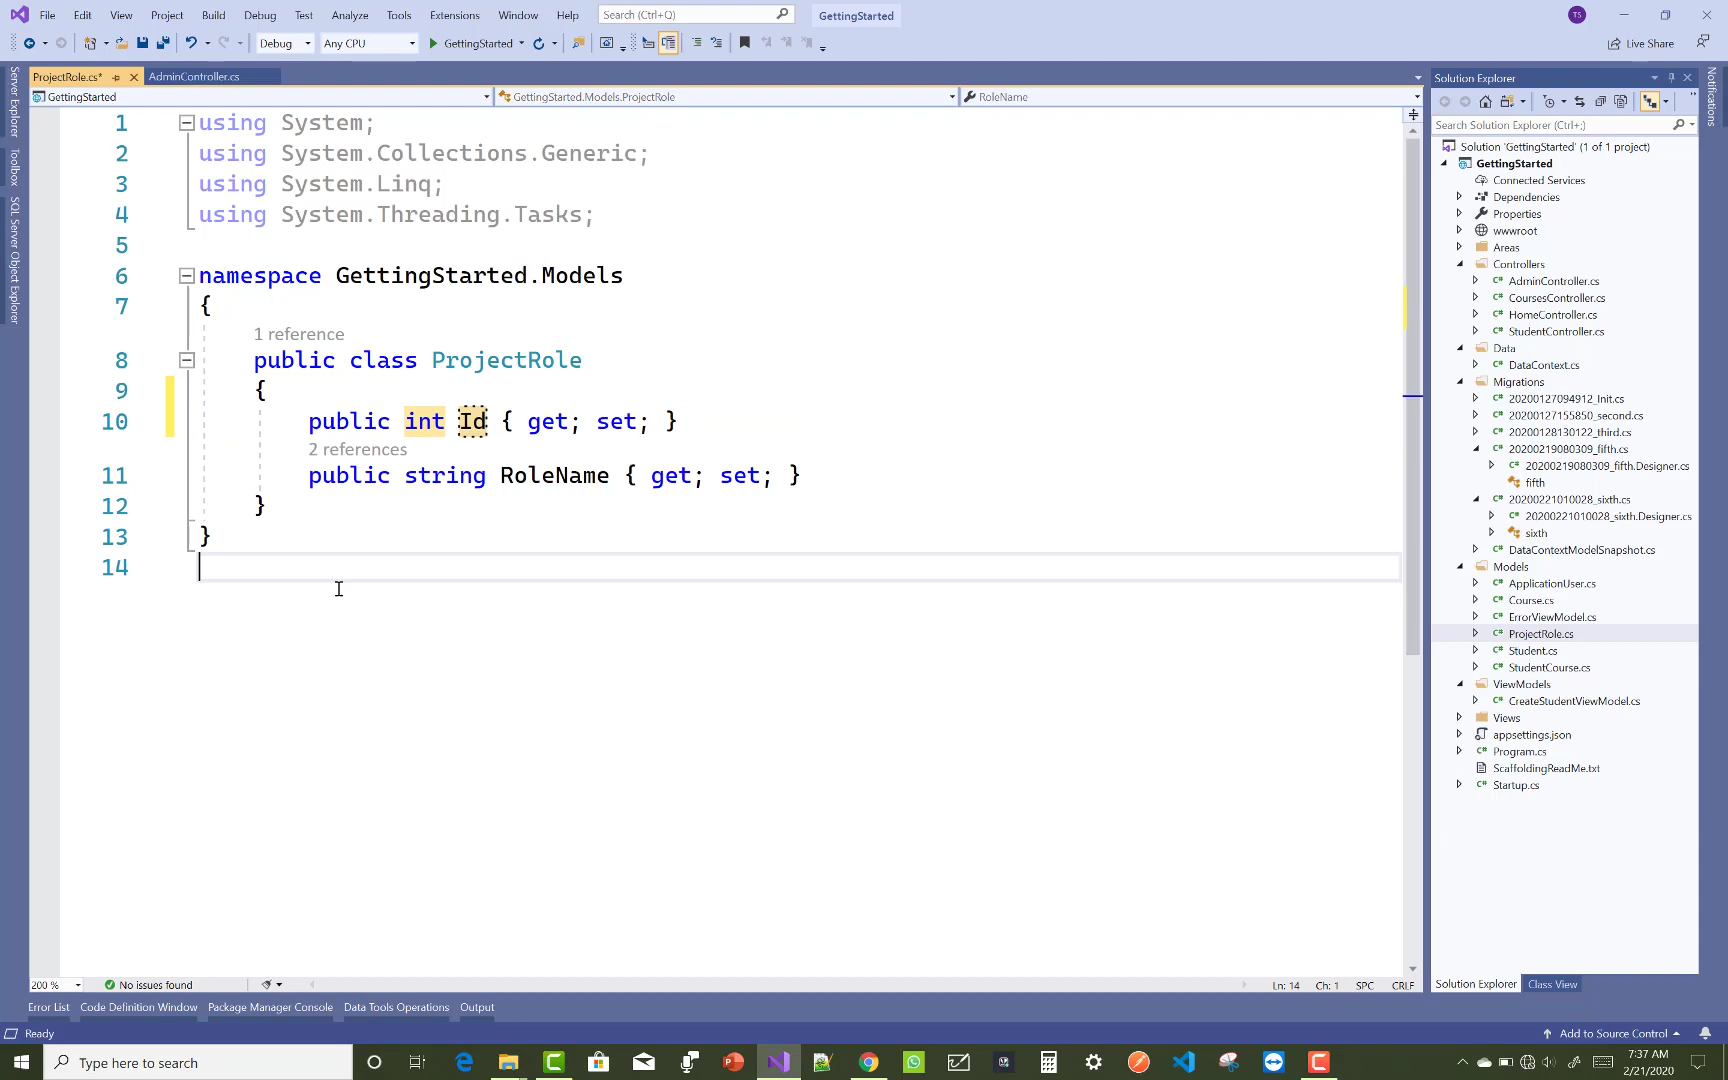 File Edit View Project Build Debug Test Analyze Tools Extensions Window Help Search (Ctrl+Q) GettingStarted TS
Debug Any CPU GettingStarted Live Share
ProjectRole.cs* AdminController.cs
GettingStarted GettingStarted.Models.ProjectRole RoleName
Server Explorer
Toolbox
SQL Server Object Explorer
1 using System;
2 using System.Collections.Generic;
3 using System.Linq;
4 using System.Threading.Tasks;
5
6 namespace GettingStarted.Models
7 {
1 reference
8 public class ProjectRole
9 {
10 public int Id { get; set; }
2 references
11 public string RoleName { get; set; }
12 }
13 }
14
200 % No issues found Ln: 14 Ch: 1 SPC CRLF
Solution Explorer
Search Solution Explorer (Ctrl+;)
Solution 'GettingStarted' (1 of 1 project)
GettingStarted
Connected Services
Dependencies
Properties
wwwroot
Areas
Controllers
C# AdminController.cs
C# CoursesController.cs
C# HomeController.cs
C# StudentController.cs
Data
C# DataContext.cs
Migrations
C# 20200127094912_Init.cs
C# 20200127155850_second.cs
C# 20200128130122_third.cs
C# 20200219080309_fifth.cs
C# 20200219080309_fifth.Designer.cs
fifth
C# 20200221010028_sixth.cs
C# 20200221010028_sixth.Designer.cs
sixth
C# DataContextModelSnapshot.cs
Models
C# ApplicationUser.cs
C# Course.cs
C# ErrorViewModel.cs
C# ProjectRole.cs
C# Student.cs
C# StudentCourse.cs
ViewModels
C# CreateStudentViewModel.cs
Views
appsettings.json
C# Program.cs
ScaffoldingReadMe.txt
C# Startup.cs
Solution Explorer Class View
Notifications
Error List Code Definition Window Package Manager Console Data Tools Operations Output
Ready Add to Source Control
Type here to search
7:37 AM
2/21/2020